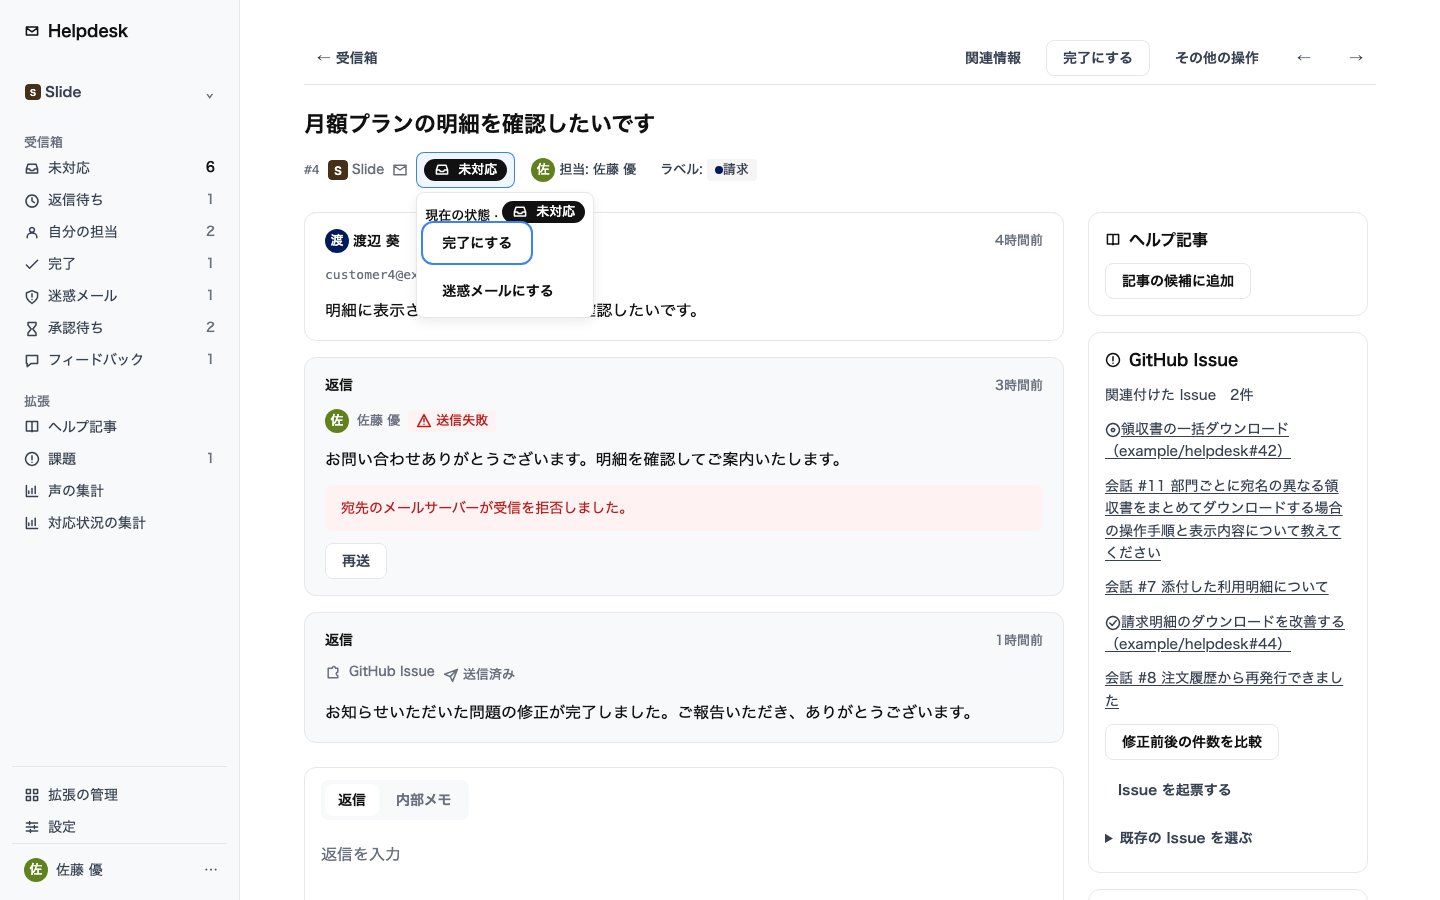 Helpdesk
S Slide
受信箱
未対応 6
返信待ち 1
自分の担当 2
完了 1
迷惑メール 1
承認待ち 2
フィードバック 1
拡張
ヘルプ記事
課題 1
声の集計
対応状況の集計
拡張の管理
設定
佐 佐藤 優 …
← 受信箱
関連情報 完了にする その他の操作 ← →
月額プランの明細を確認したいです
#4 S Slide 未対応 佐 担当: 佐藤 優 ラベル: 請求
現在の状態 · 未対応
完了にする
迷惑メールにする
渡 渡辺 葵 4時間前
customer4@ex
明細に表示さ
確認したいです。
返信 3時間前
佐 佐藤 優 送信失敗
お問い合わせありがとうございます。明細を確認してご案内いたします。
宛先のメールサーバーが受信を拒否しました。
再送
返信 1時間前
GitHub Issue 送信済み
お知らせいただいた問題の修正が完了しました。ご報告いただき、ありがとうございます。
返信 内部メモ
返信を入力
ヘルプ記事
記事の候補に追加
GitHub Issue
関連付けた Issue 2件
領収書の一括ダウンロード
（example/helpdesk#42）
会話 #11 部門ごとに宛名の異なる領
収書をまとめてダウンロードする場合
の操作手順と表示内容について教えて
ください
会話 #7 添付した利用明細について
請求明細のダウンロードを改善する
（example/helpdesk#44）
会話 #8 注文履歴から再発行できまし
た
修正前後の件数を比較
Issue を起票する
▶ 既存の Issue を選ぶ